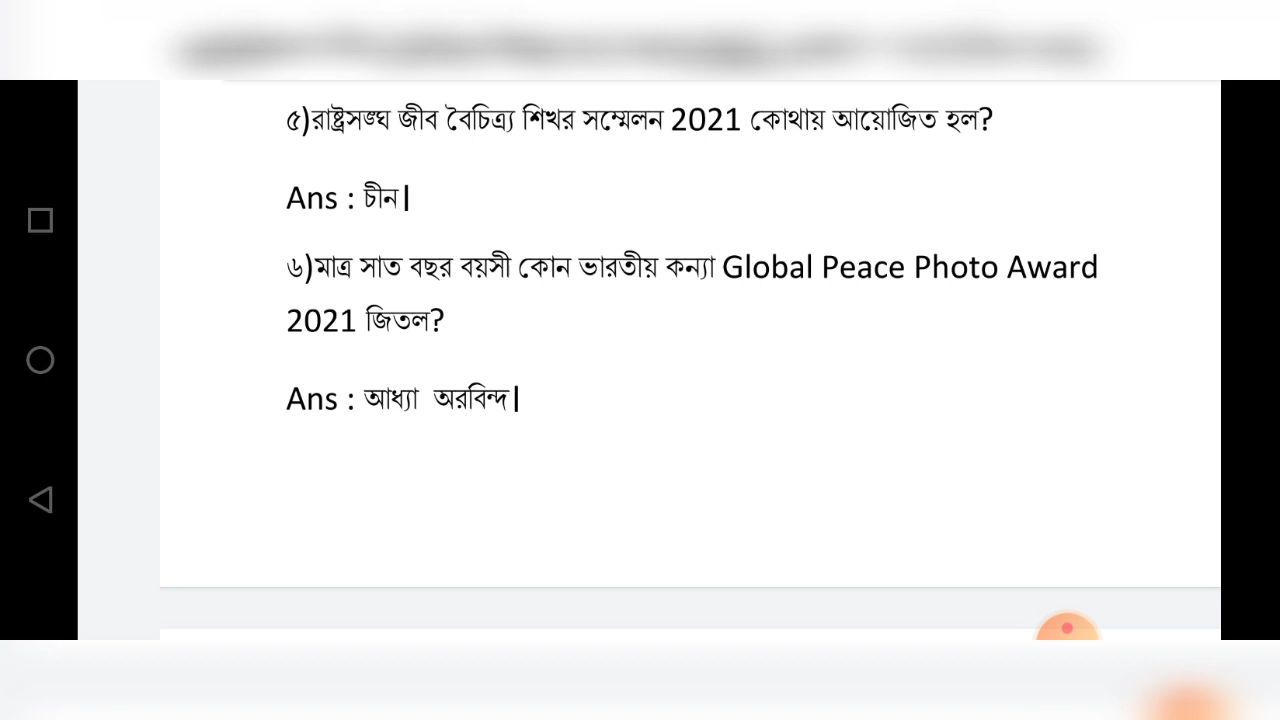 ৫)রাষ্ট্রসঙ্ঘ জীব বৈচিত্র্য শিখর সম্মেলন 2021 কোথায় আয়োজিত হল?
Ans : চীন|
৬)মাত্র সাত বছর বয়সী কোন ভারতীয় কন্যা Global Peace Photo Award
2021 জিতল?
Ans : আধ্যা অরবিন্দ|